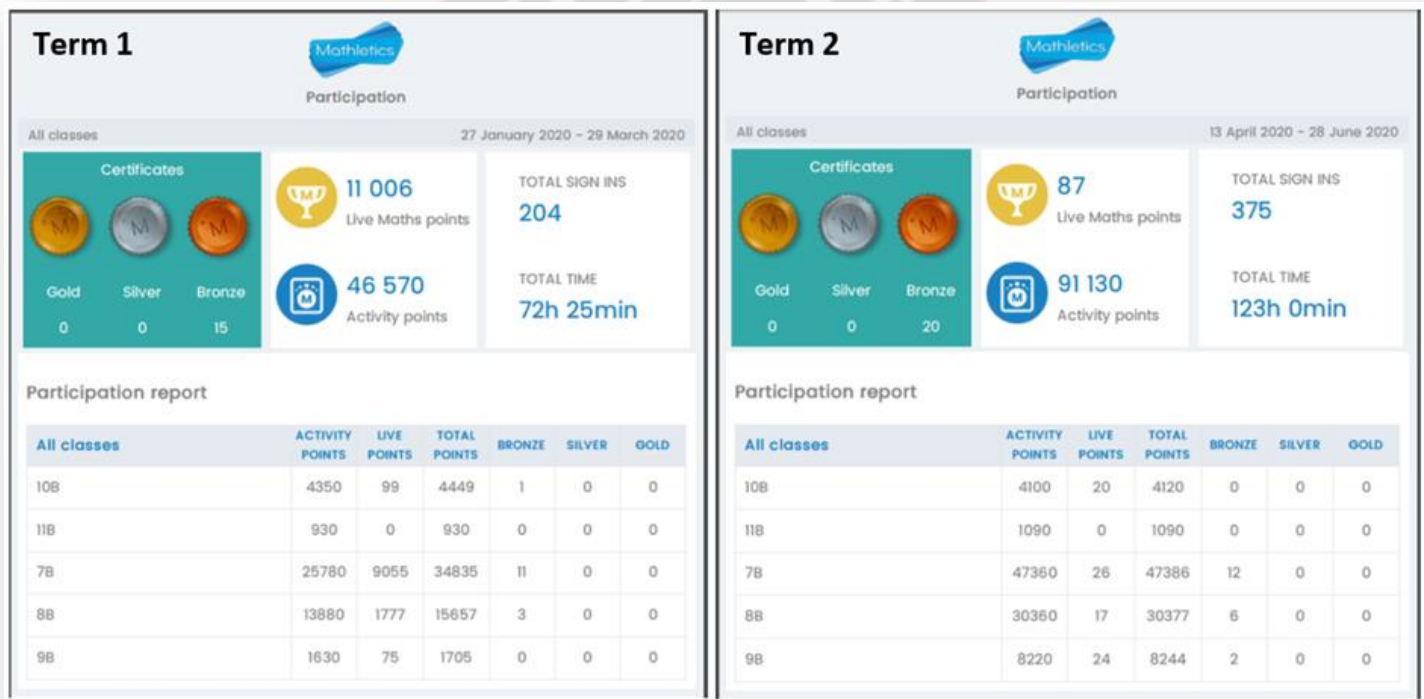 Term 1
Mathletics
Participation
All classes 27 January 2020 - 29 March 2020
Certificates
M M M
Gold Silver Bronze
0 0 15
M
11 006
Live Maths points
M
46 570
Activity points
TOTAL SIGN INS
204
TOTAL TIME
72h 25min
Participation report
All classes ACTIVITY POINTS LIVE POINTS TOTAL POINTS BRONZE SILVER GOLD
10B 4350 99 4449 1 0 0
11B 930 0 930 0 0 0
7B 25780 9055 34835 11 0 0
8B 13880 1777 15657 3 0 0
9B 1630 75 1705 0 0 0
Term 2
Mathletics
Participation
All classes 13 April 2020 - 28 June 2020
Certificates
M M M
Gold Silver Bronze
0 0 20
M
87
Live Maths points
M
91 130
Activity points
TOTAL SIGN INS
375
TOTAL TIME
123h 0min
Participation report
All classes ACTIVITY POINTS LIVE POINTS TOTAL POINTS BRONZE SILVER GOLD
10B 4100 20 4120 0 0 0
11B 1090 0 1090 0 0 0
7B 47360 26 47386 12 0 0
8B 30360 17 30377 6 0 0
9B 8220 24 8244 2 0 0